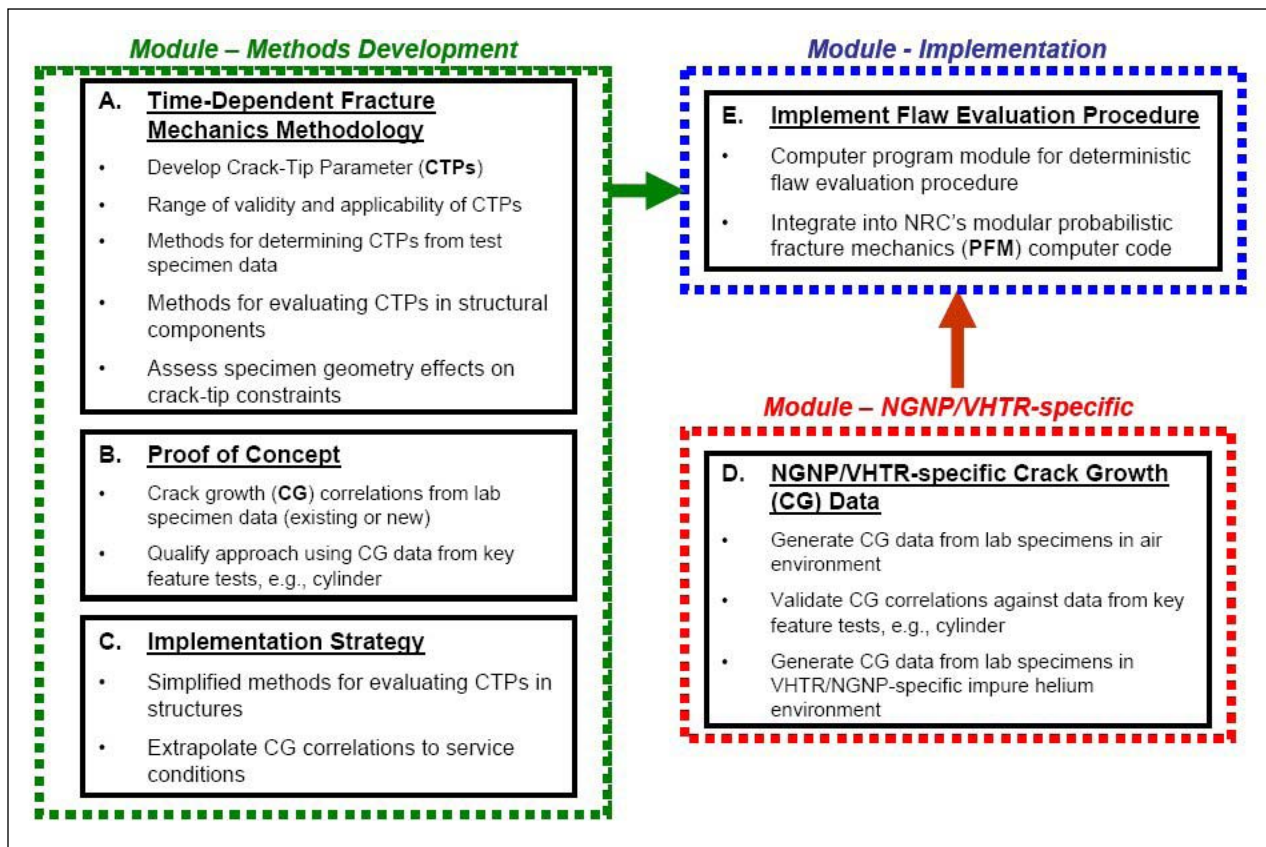 Module – Methods Development
A. Time-Dependent Fracture
Mechanics Methodology
• Develop Crack-Tip Parameter (CTPs)
• Range of validity and applicability of CTPs
• Methods for determining CTPs from test
specimen data
• Methods for evaluating CTPs in structural
components
• Assess specimen geometry effects on
crack-tip constraints
B. Proof of Concept
• Crack growth (CG) correlations from lab
specimen data (existing or new)
• Qualify approach using CG data from key
feature tests, e.g., cylinder
C. Implementation Strategy
• Simplified methods for evaluating CTPs in
structures
• Extrapolate CG correlations to service
conditions
Module - Implementation
E. Implement Flaw Evaluation Procedure
• Computer program module for deterministic
flaw evaluation procedure
• Integrate into NRC's modular probabilistic
fracture mechanics (PFM) computer code
Module – NGNP/VHTR-specific
D. NGNP/VHTR-specific Crack Growth
(CG) Data
• Generate CG data from lab specimens in air
environment
• Validate CG correlations against data from key
feature tests, e.g., cylinder
• Generate CG data from lab specimens in
VHTR/NGNP-specific impure helium
environment